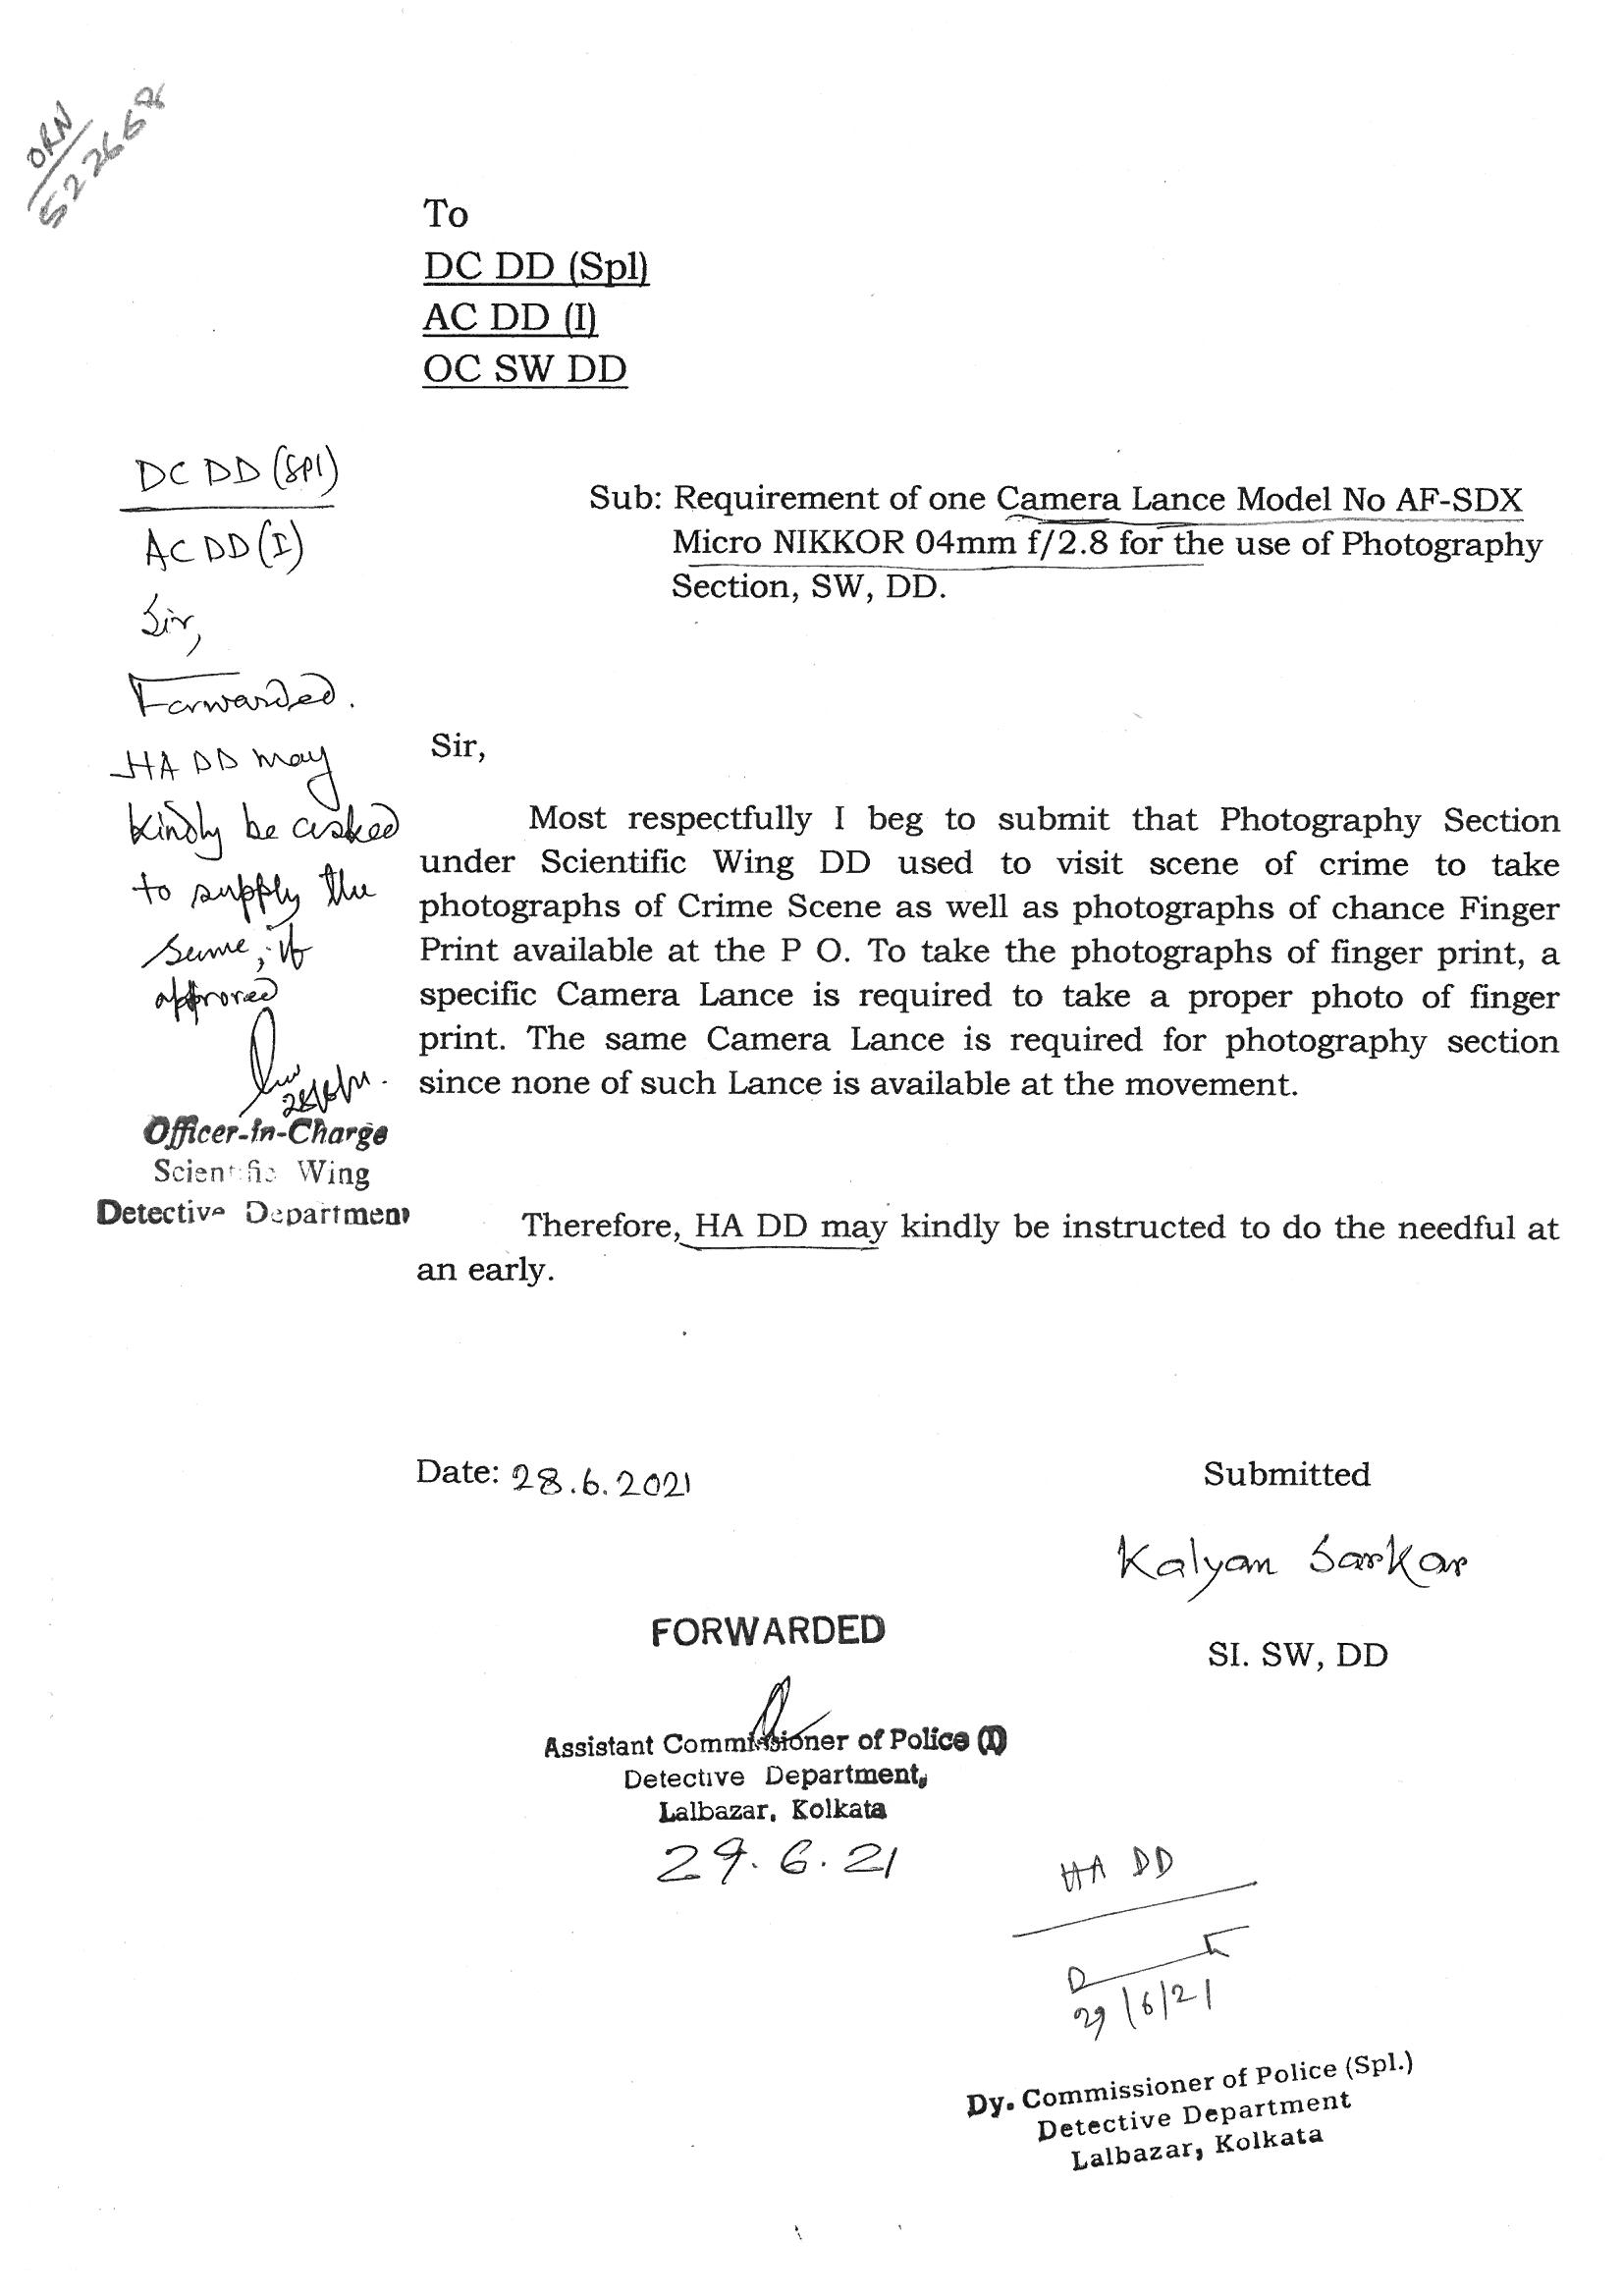 ORN
522668
To
DC DD (Spl)
AC DD (I)
OC SW DD
DC DD (SPl)
AC DD (I)
Sir,
Forwarded.
HA DD may
kindly be asked
to supply the
same, if
approved
28/6/21.
Officer-In-Charge
Scientific Wing
Detective Department
Sub: Requirement of one Camera Lance Model No AF-SDX
Micro NIKKOR 04mm f/2.8 for the use of Photography
Section, SW, DD.
Sir,
Most respectfully I beg to submit that Photography Section
under Scientific Wing DD used to visit scene of crime to take
photographs of Crime Scene as well as photographs of chance Finger
Print available at the P O. To take the photographs of finger print, a
specific Camera Lance is required to take a proper photo of finger
print. The same Camera Lance is required for photography section
since none of such Lance is available at the movement.
Therefore, HA DD may kindly be instructed to do the needful at
an early.
Date: 28.6.2021
Submitted
Kalyan Sarkar
SI. SW, DD
FORWARDED
Assistant Commissioner of Police (I)
Detective Department,
Lalbazar, Kolkata
29.6.21
HA DD
29/6/21
Dy. Commissioner of Police (Spl.)
Detective Department
Lalbazar, Kolkata